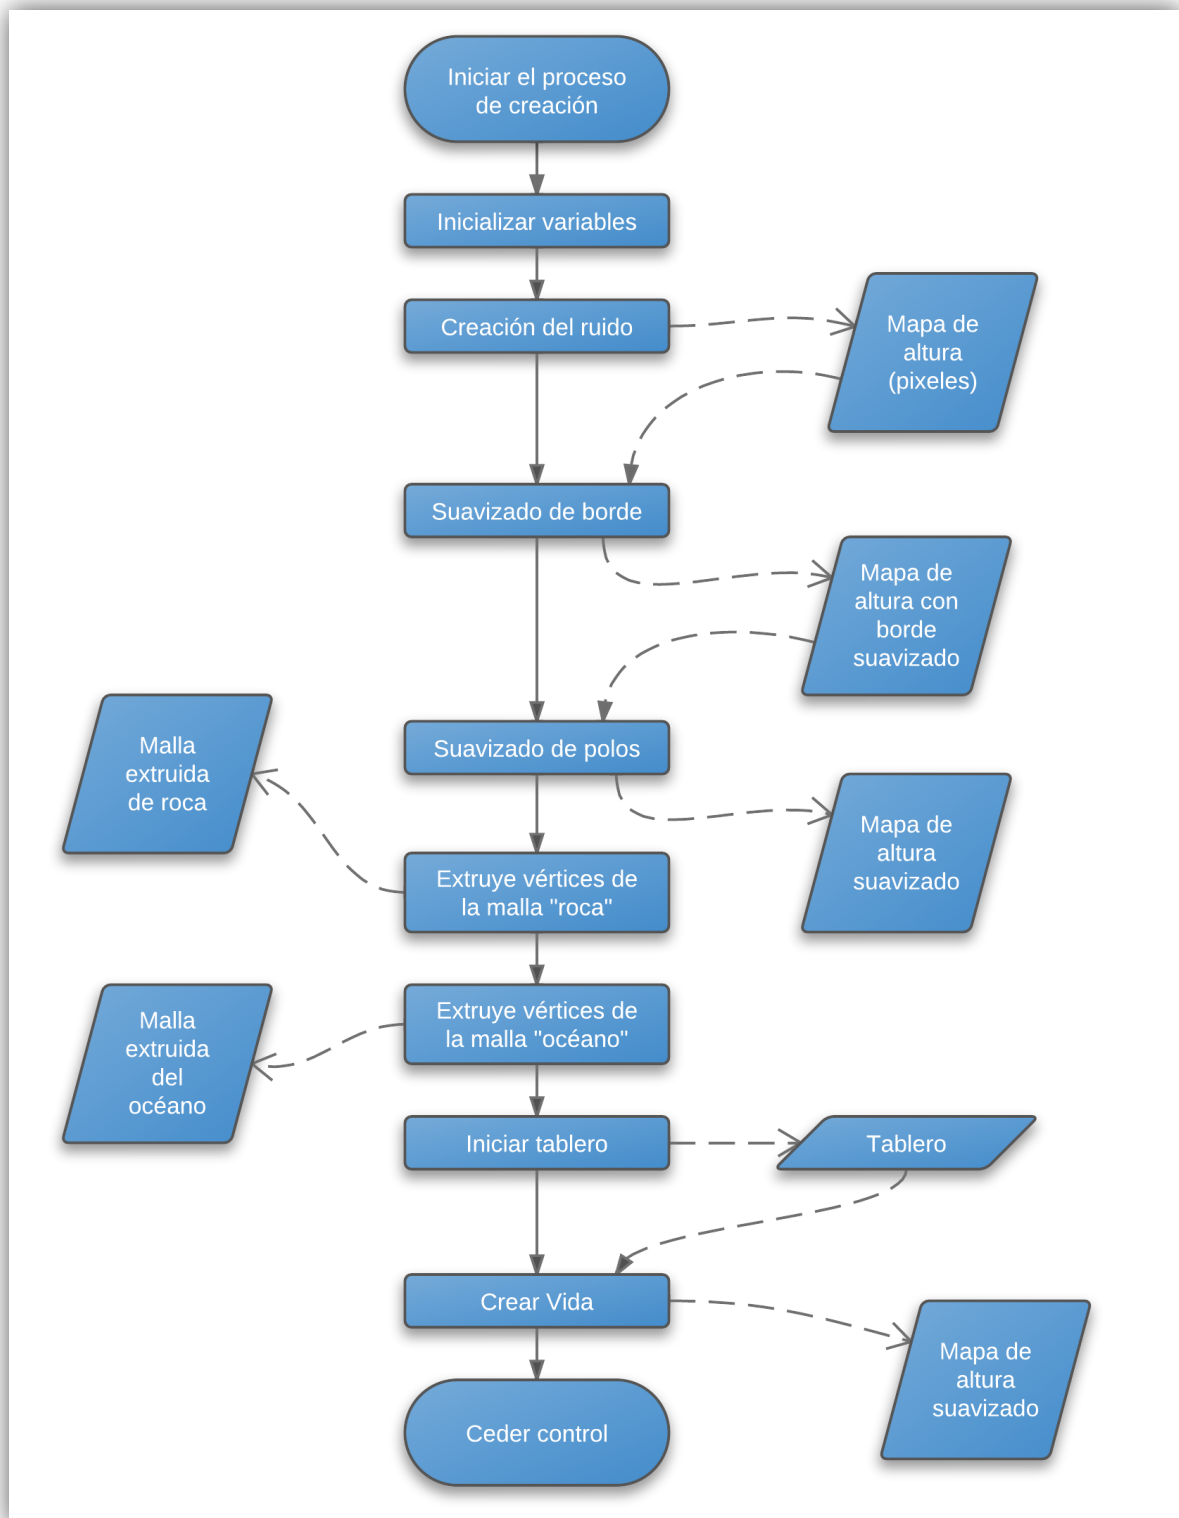 Iniciar el proceso
de creación
Inicializar variables
Creación del ruido
Mapa de
altura
(pixeles)
Suavizado de borde
Mapa de
altura con
borde
suavizado
Suavizado de polos
Malla
extruida
de roca
Mapa de
altura
suavizado
Extruye vértices de
la malla "roca"
Extruye vértices de
la malla "océano"
Malla
extruida
del
océano
Iniciar tablero
Tablero
Crear Vida
Mapa de
altura
suavizado
Ceder control